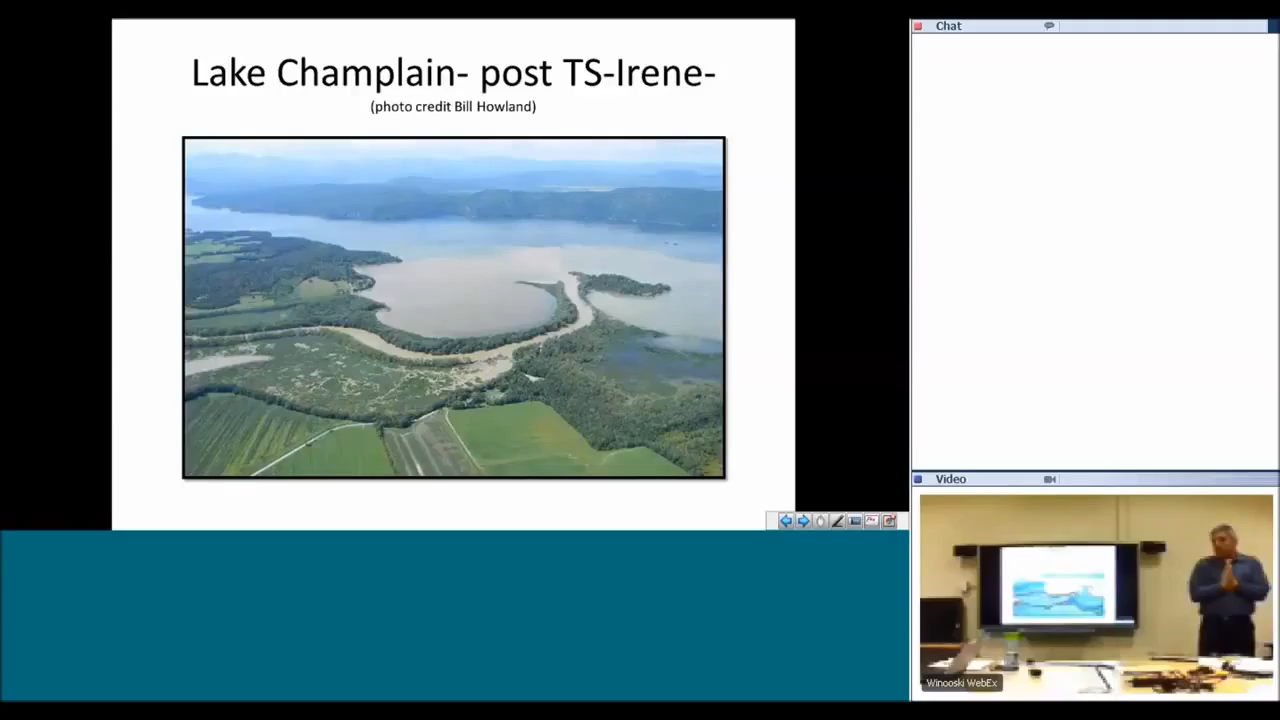 Lake Champlain- post TS-Irene-
(photo credit Bill Howland)
Chat
Video
Winooski WebEx